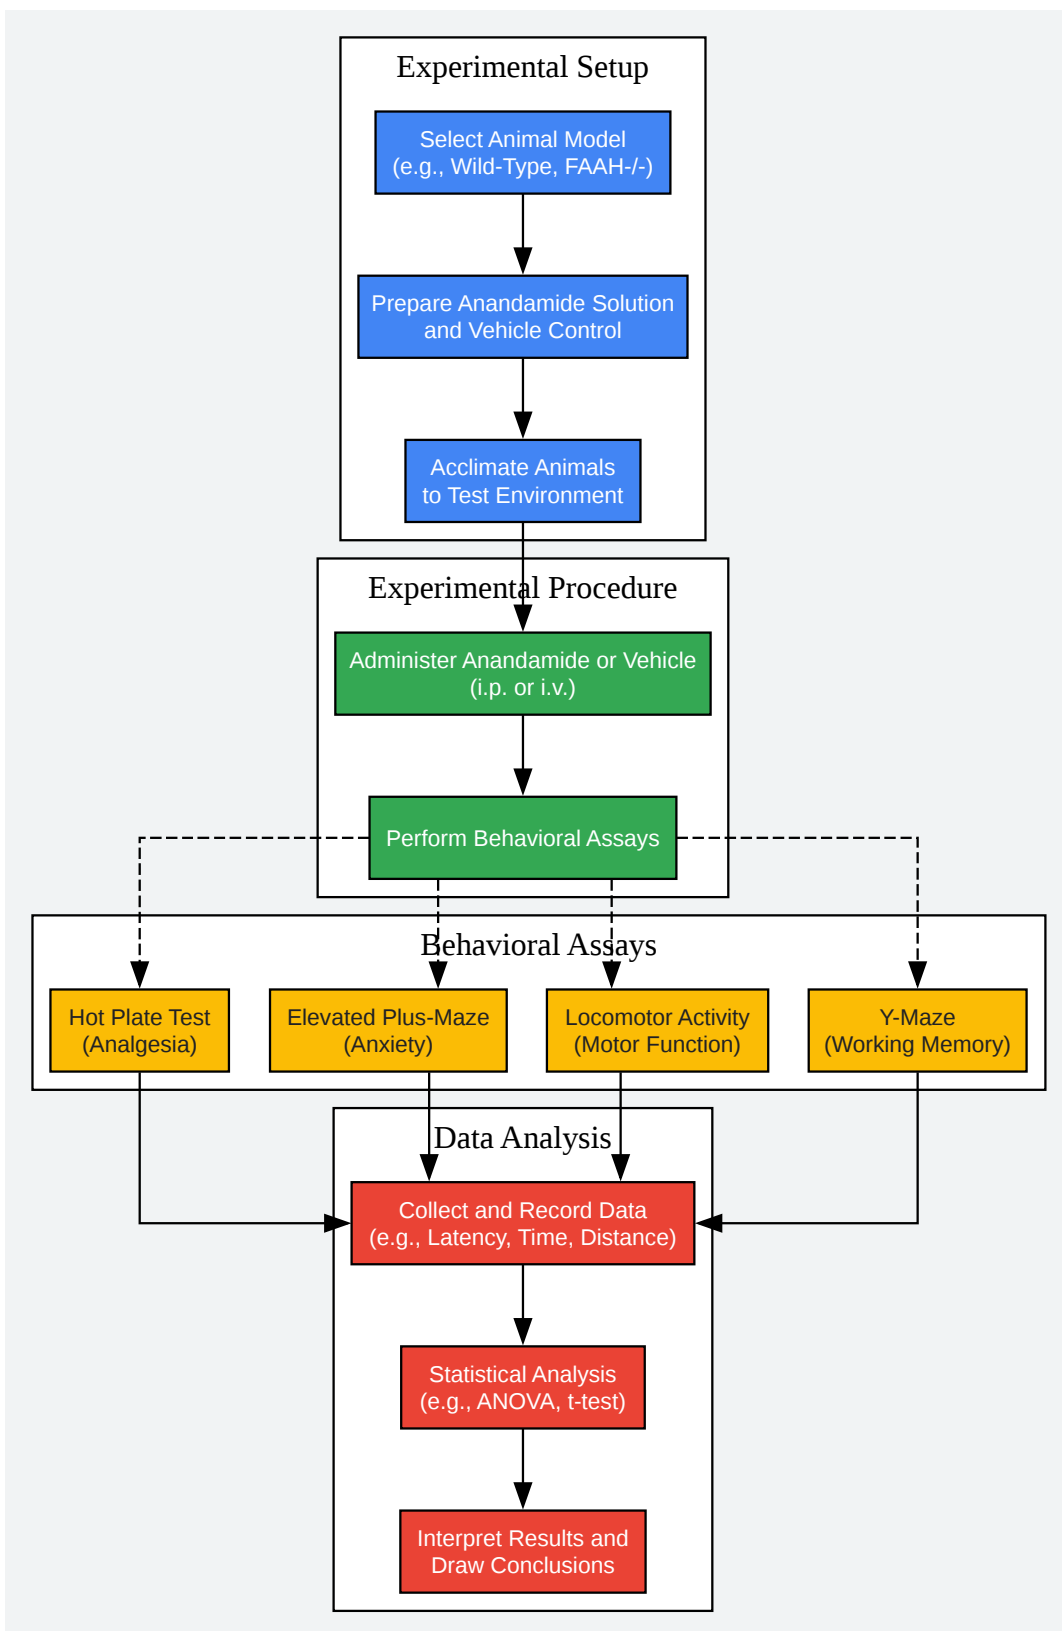 Experimental Setup
Select Animal Model
(e.g., Wild-Type, FAAH-/-)
Prepare Anandamide Solution
and Vehicle Control
Acclimate Animals
to Test Environment
Experimental Procedure
Administer Anandamide or Vehicle
(i.p. or i.v.)
Perform Behavioral Assays
Behavioral Assays
Hot Plate Test
(Analgesia)
Elevated Plus-Maze
(Anxiety)
Locomotor Activity
(Motor Function)
Y-Maze
(Working Memory)
Data Analysis
Collect and Record Data
(e.g., Latency, Time, Distance)
Statistical Analysis
(e.g., ANOVA, t-test)
Interpret Results and
Draw Conclusions